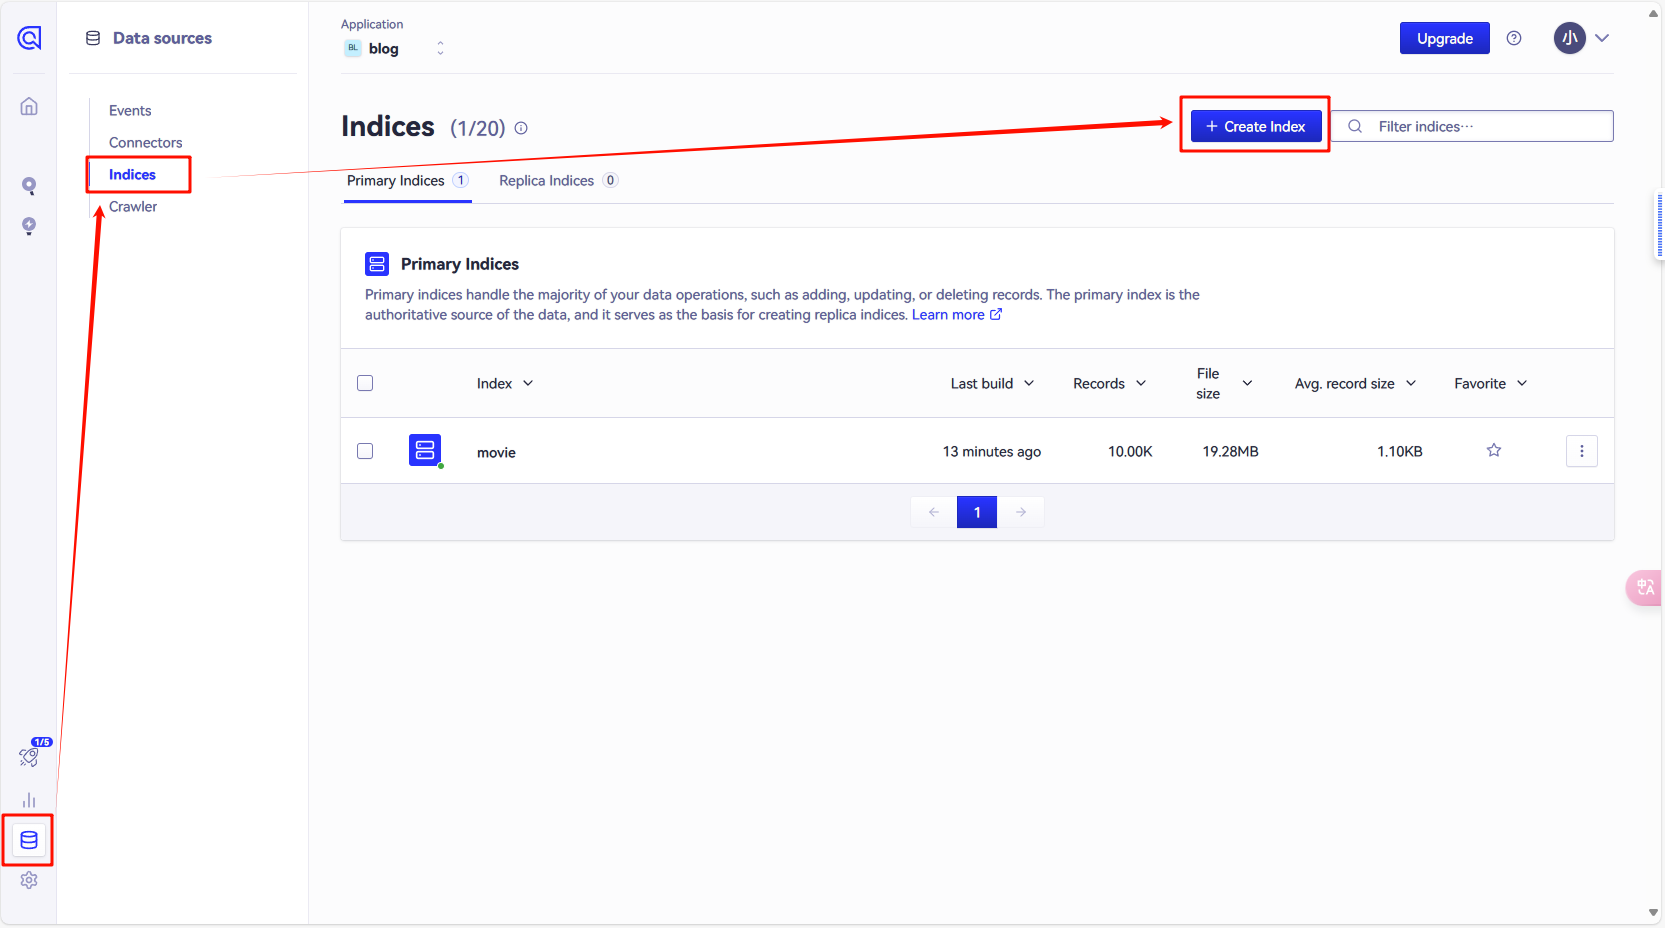 Data sources
Events
Connectors
Indices
Crawler
1/5
Application
BL blog
Upgrade
小
Indices (1/20)
+ Create Index
Filter indices…
Primary Indices 1
Replica Indices 0
Primary Indices
Primary indices handle the majority of your data operations, such as adding, updating, or deleting records. The primary index is the
authoritative source of the data, and it serves as the basis for creating replica indices. Learn more
Index
Last build
Records
File
size
Avg. record size
Favorite
movie
13 minutes ago
10.00K
19.28MB
1.10KB
1
中A